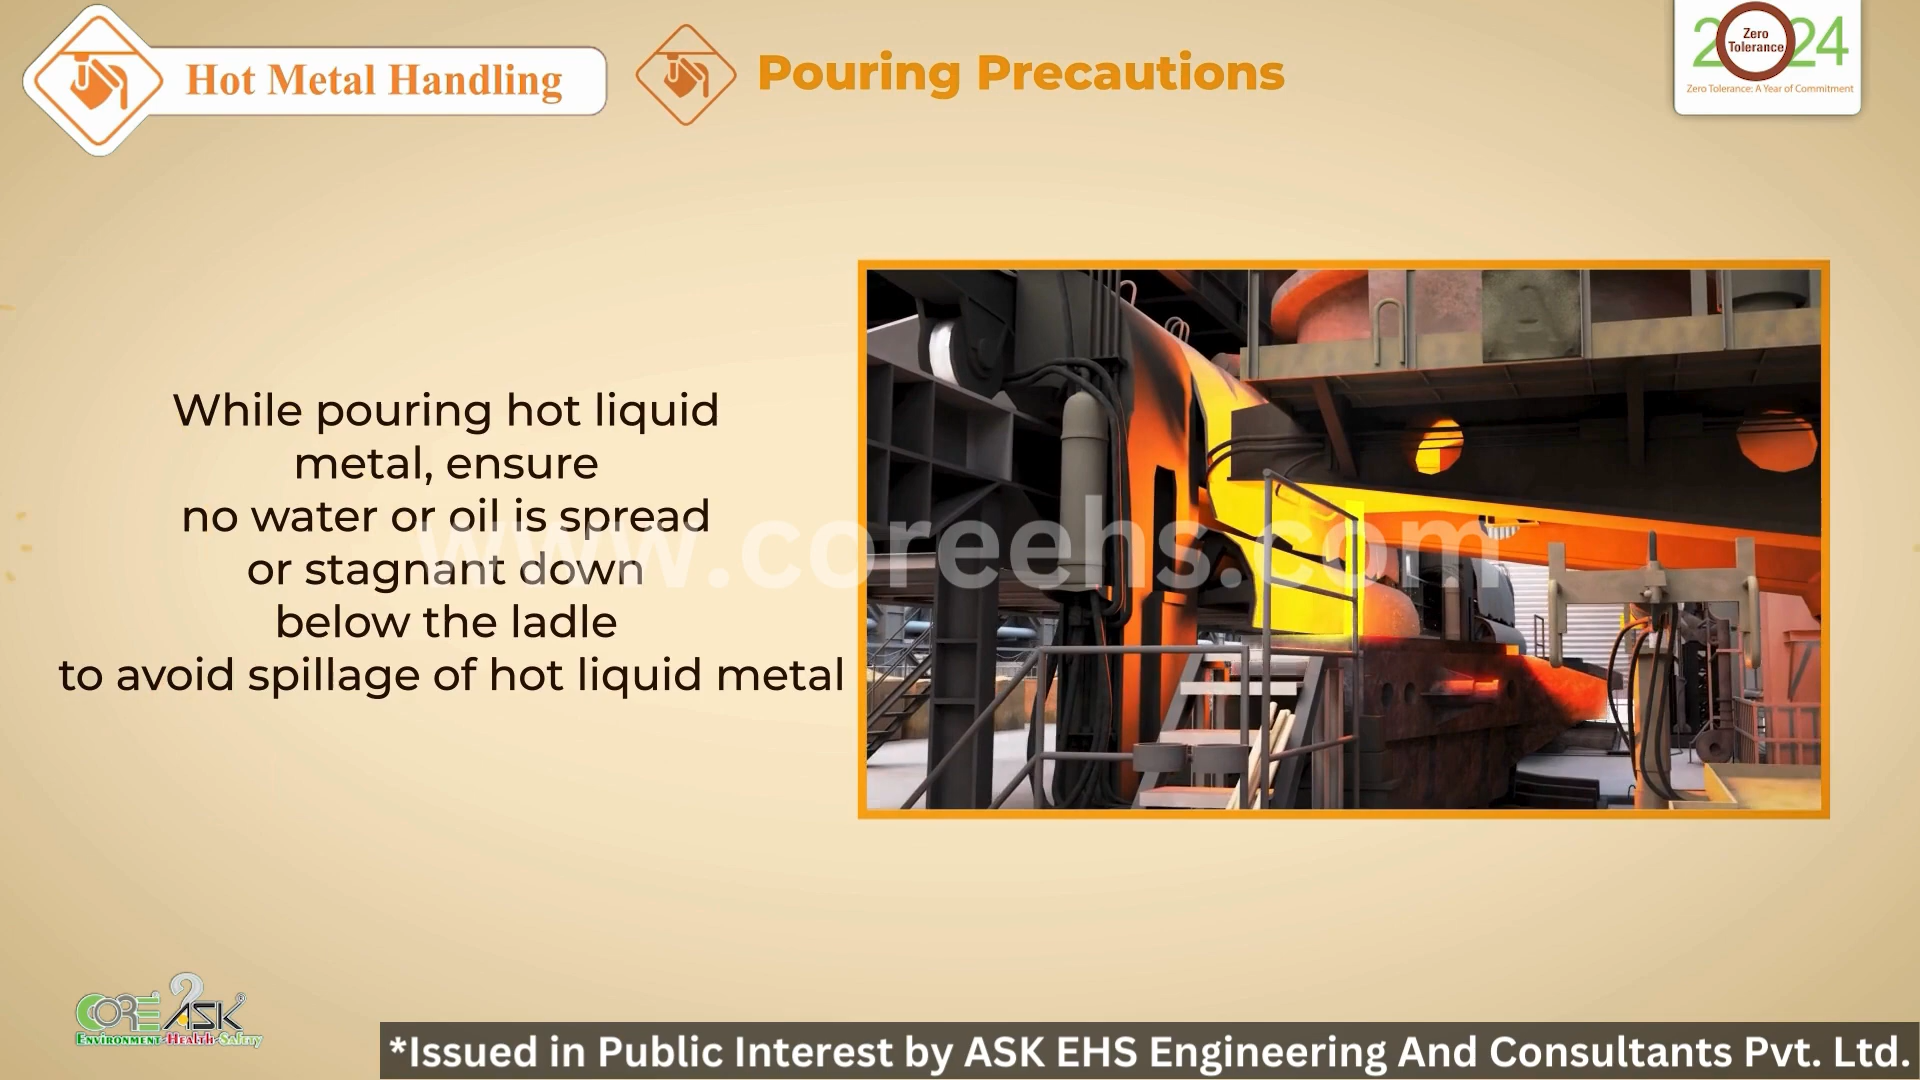 Hot Metal Handling
Pouring Precautions
2024
Zero
Tolerance
Zero Tolerance: A Year of Commitment
While pouring hot liquid
metal, ensure
no water or oil is spread
or stagnant down
below the ladle
to avoid spillage of hot liquid metal
www.coreehs.com
A
CORE ASK
Environment-Health-Safety
*Issued in Public Interest by ASK EHS Engineering And Consultants Pvt. Ltd.